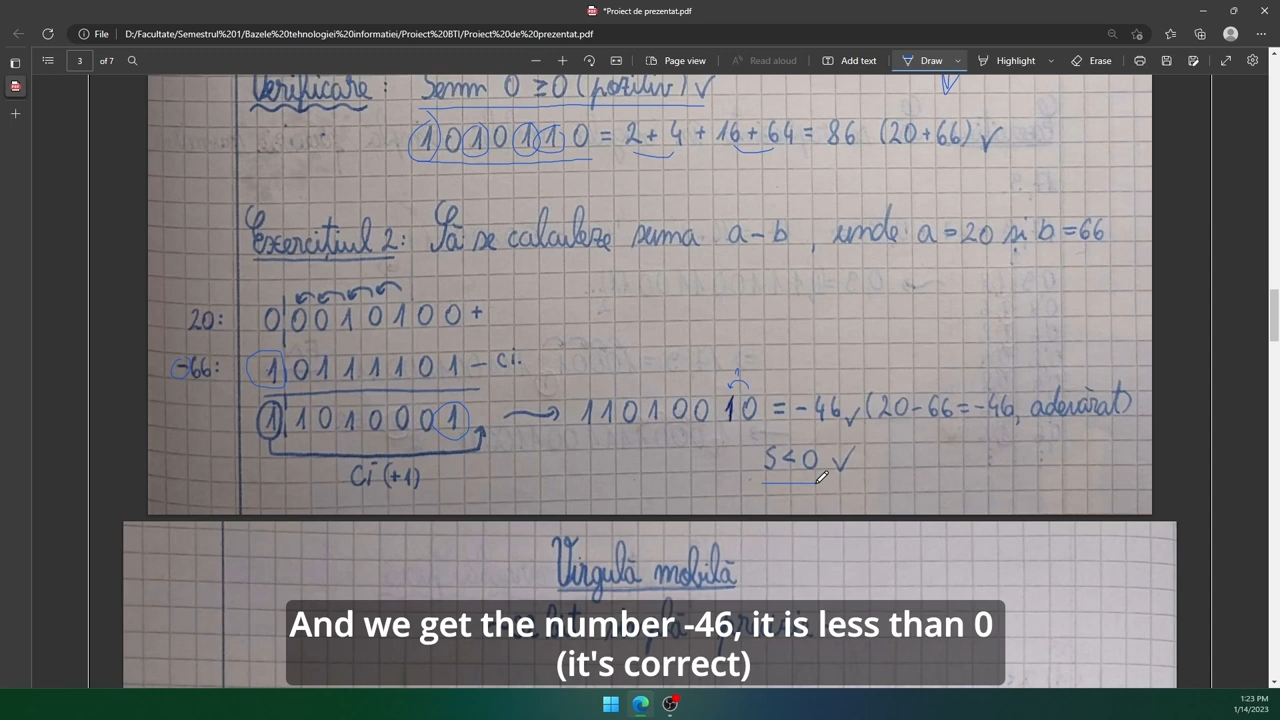 *Proiect de prezentat.pdf
File D:/Facultate/Semestrul%201/Bazele%20tehnologiei%20informatiei/Proiect%20BTI/Proiect%20de%20prezentat.pdf
3 of 7 Page view Read aloud Add text Draw Highlight Erase
Verificare: Semn 0 ≥0 (pozitiv) √
1010110 = 2+4 + 16+64 = 86 (20+66) √
Exercițiul 2: Să se calculeze suma a-b, unde a=20 și b=66
20: 0|0010100+
-66: 10111101 - Ci
1|1010001 → 11010010 = -46√ (20-66=-46, adevărat)
Ci (+1)
S<0 √
Virgulă mobilă
And we get the number -46, it is less than 0
(it's correct)
1:23 PM
1/14/2023